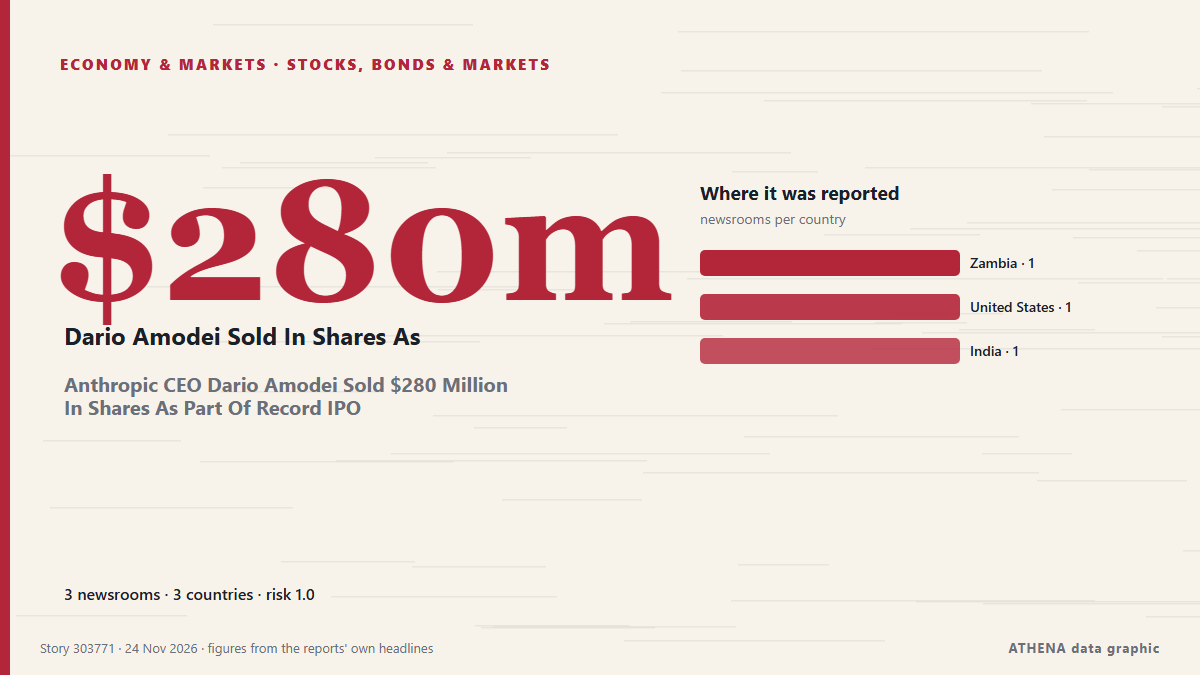 ECONOMY & MARKETS · STOCKS, BONDS & MARKETS
$280m
Dario Amodei Sold In Shares As
Anthropic CEO Dario Amodei Sold $280 Million
In Shares As Part Of Record IPO
Where it was reported
newsrooms per country
Zambia · 1
United States · 1
India · 1
3 newsrooms · 3 countries · risk 1.0
Story 303771 · 24 Nov 2026 · figures from the reports' own headlines
ATHENA data graphic